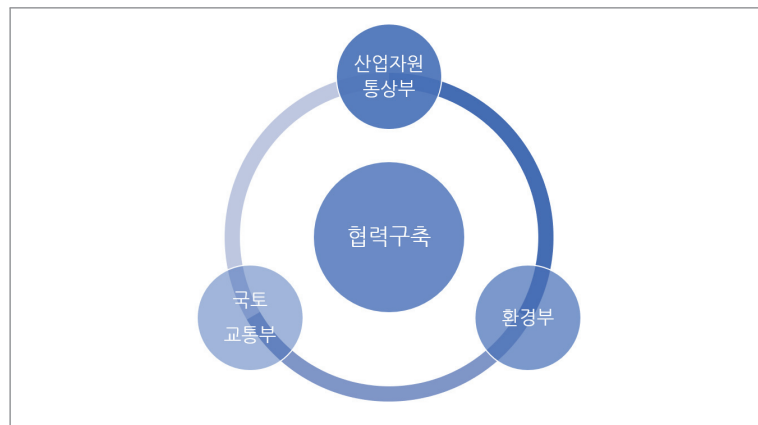 산업자원
통상부
협력구축
국토
교통부
환경부